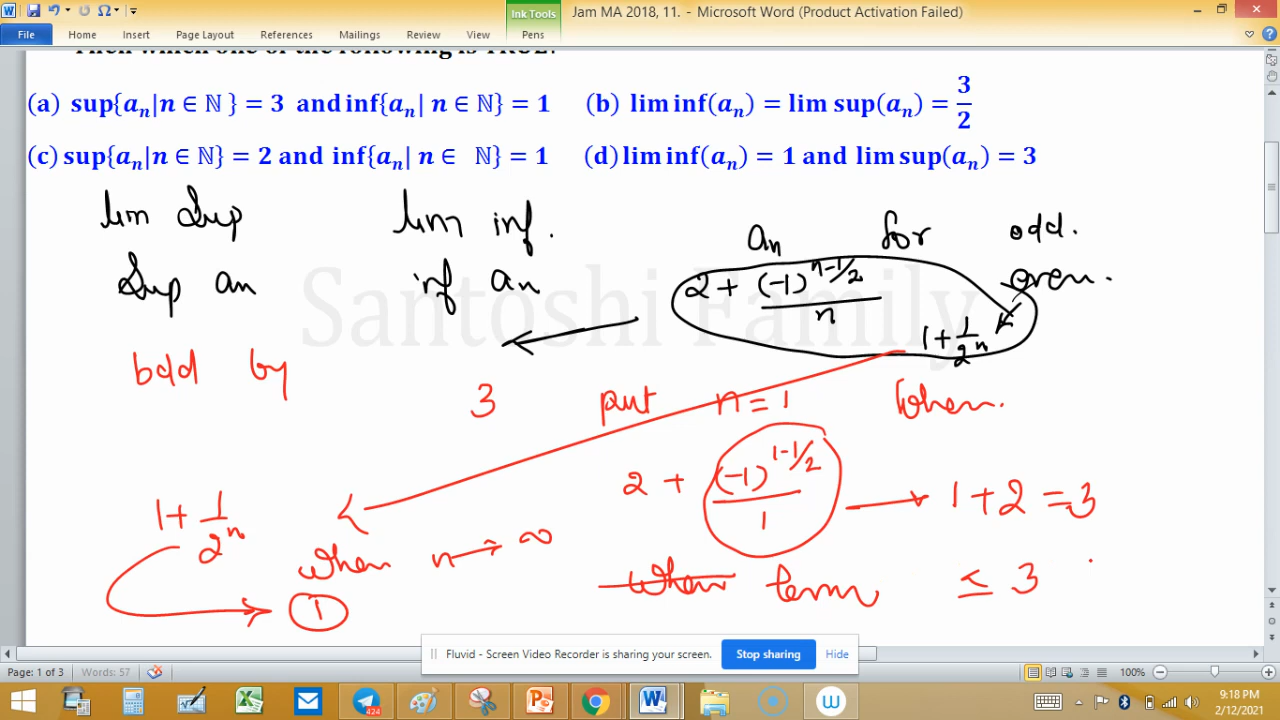 Ink Tools
Jam MA 2018, 11. - Microsoft Word (Product Activation Failed)
File Home Insert Page Layout References Mailings Review View Pens
(a) sup{aₙ|n ∈ ℕ } = 3 and inf{aₙ| n ∈ ℕ} = 1 (b) lim inf(aₙ) = lim sup(aₙ) = 3/2
(c) sup{aₙ|n ∈ ℕ} = 2 and inf{aₙ| n ∈ ℕ} = 1 (d) lim inf(aₙ) = 1 and lim sup(aₙ) = 3
lim Sup lim inf. aₙ for odd.
Sup an inf an 2 + (-1)^(n-1/2) / n even.
1 + 1/2ⁿ
Santoshi Family
bdd by 3 put n = 1 When.
2 + (-1)^(1-1/2) / 1 → 1 + 2 = 3
1 + 1/2ⁿ when n → ∞
1
when term ≤ 3
Fluvid - Screen Video Recorder is sharing your screen. Stop sharing Hide
Page: 1 of 3 Words: 57 100%
424
W
9:18 PM
2/12/2021